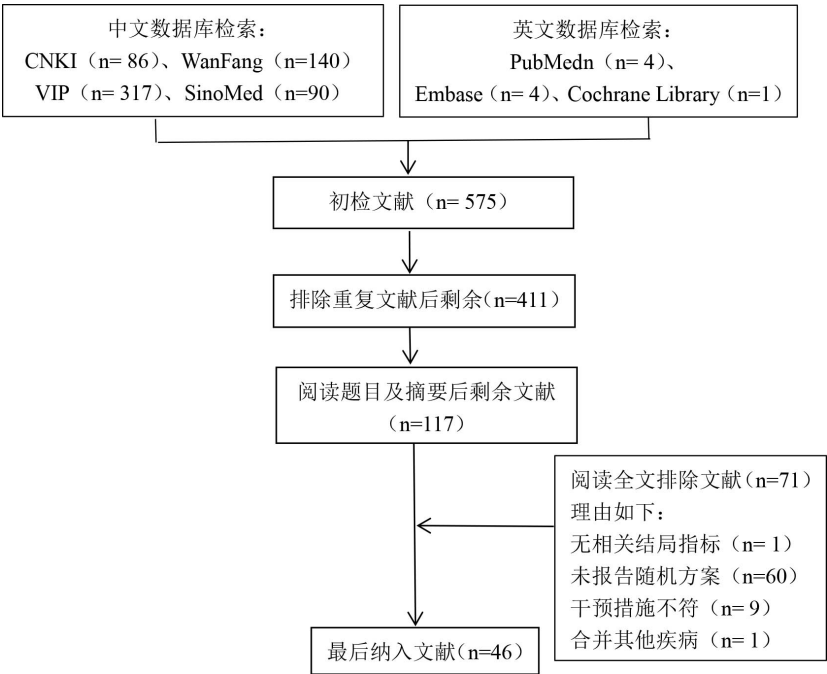 中文数据库检索：
CNKI（n= 86）、WanFang（n=140）
VIP（n= 317）、SinoMed（n=90）
英文数据库检索：
PubMedn（n= 4）、
Embase（n= 4）、Cochrane Library（n=1）
初检文献（n= 575）
排除重复文献后剩余(n=411)
阅读题目及摘要后剩余文献
（n=117）
阅读全文排除文献(n=71)
理由如下：
无相关结局指标（n= 1）
未报告随机方案（n=60）
干预措施不符（n= 9）
合并其他疾病（n= 1）
最后纳入文献(n=46)